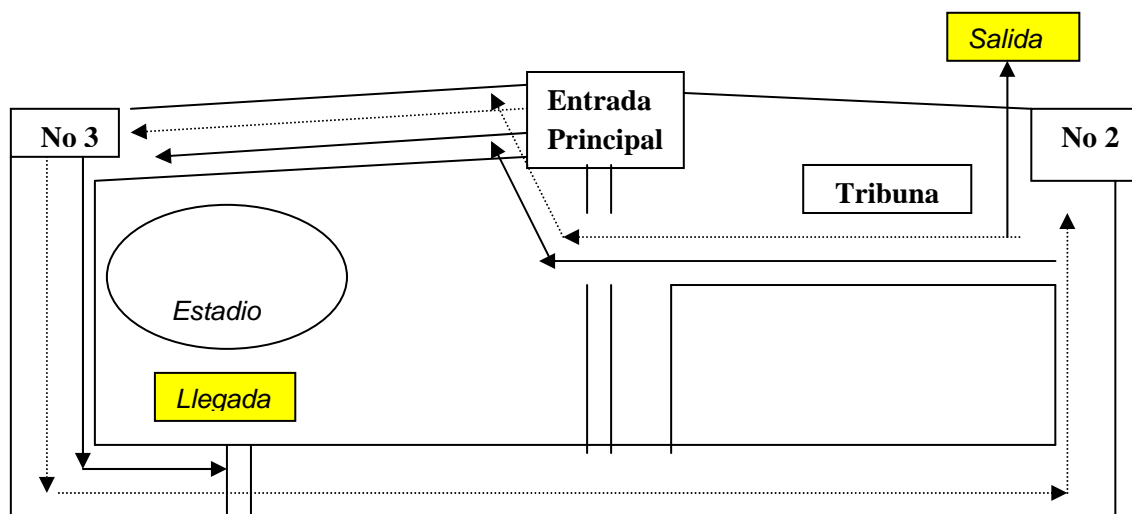 Salida
Entrada
Principal
No 3
No 2
Tribuna
Estadio
Llegada